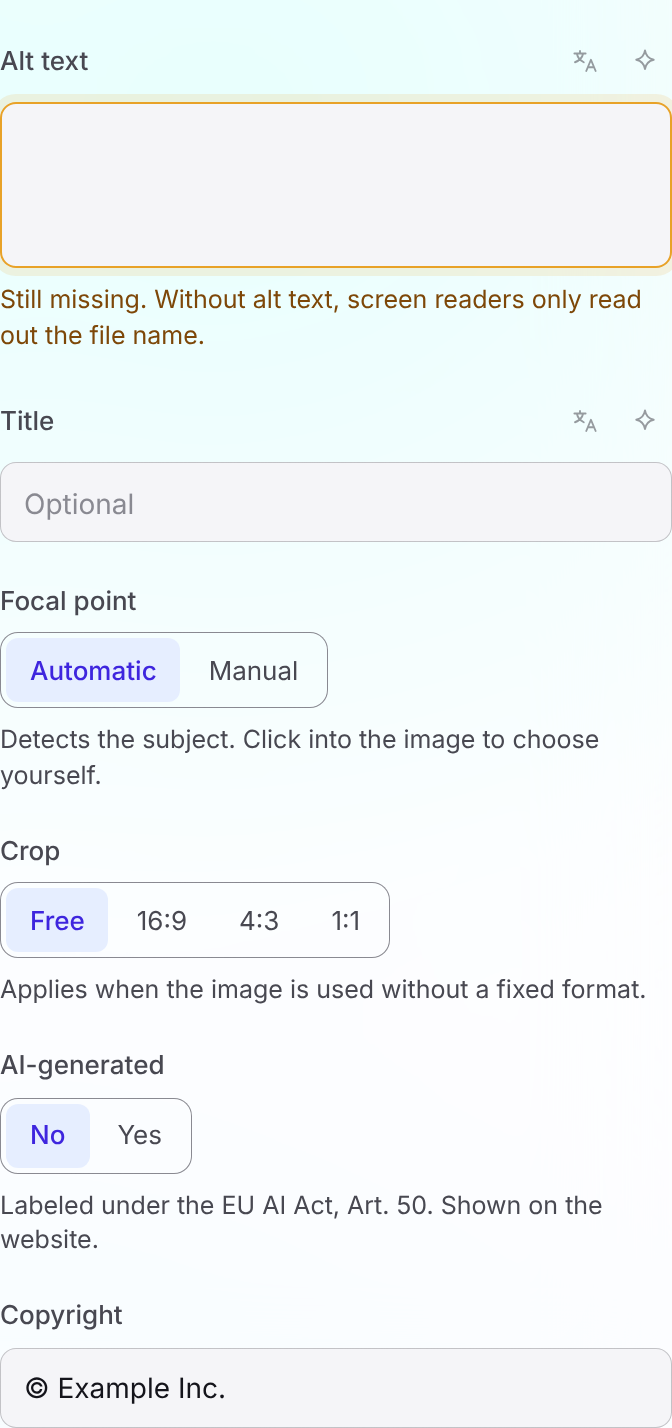 Alt text
Still missing. Without alt text, screen readers only read
out the file name.
Title
Optional
Focal point
Automatic Manual
Detects the subject. Click into the image to choose
yourself.
Crop
Free 16:9 4:3 1:1
Applies when the image is used without a fixed format.
AI-generated
No Yes
Labeled under the EU AI Act, Art. 50. Shown on the
website.
Copyright
© Example Inc.